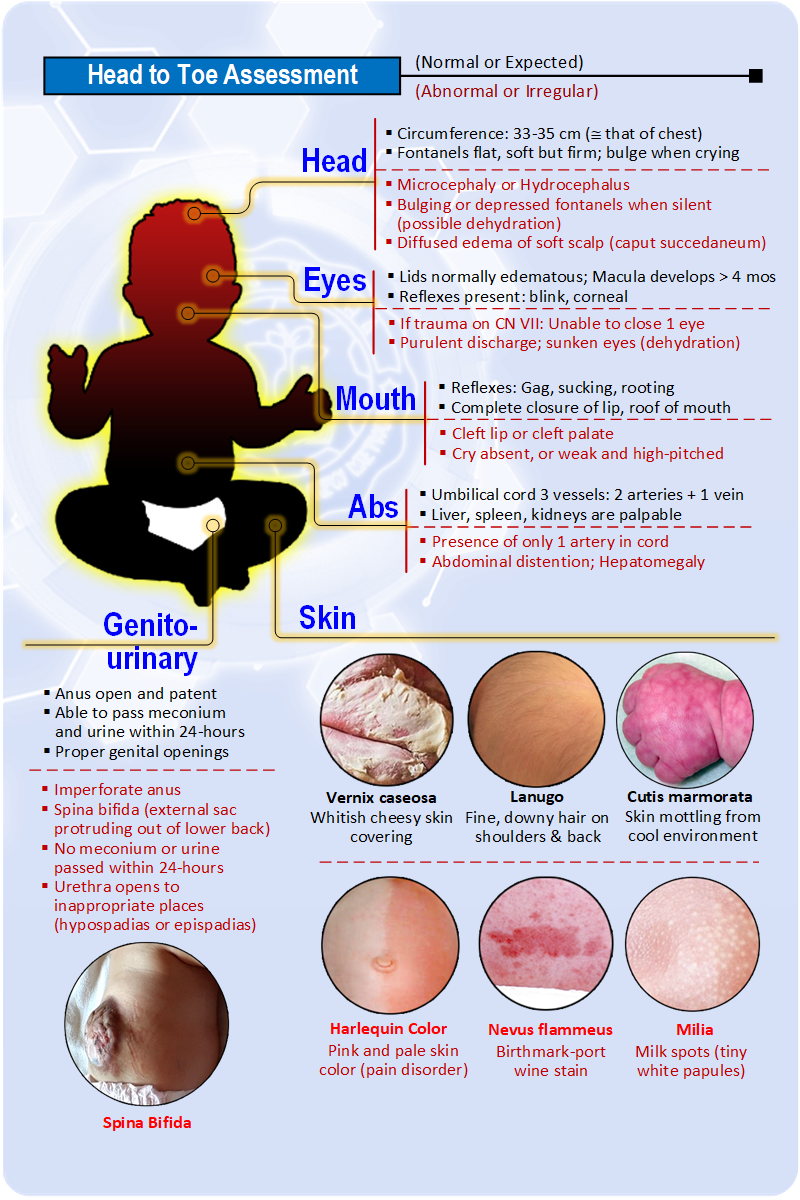 Head to Toe Assessment
(Normal or Expected)
(Abnormal or Irregular)
Head
▪ Circumference: 33-35 cm (≅ that of chest)
▪ Fontanels flat, soft but firm; bulge when crying
▪ Microcephaly or Hydrocephalus
▪ Bulging or depressed fontanels when silent
(possible dehydration)
▪ Diffused edema of soft scalp (caput succedaneum)
Eyes
▪ Lids normally edematous; Macula develops > 4 mos
▪ Reflexes present: blink, corneal
▪ If trauma on CN VII: Unable to close 1 eye
▪ Purulent discharge; sunken eyes (dehydration)
Mouth
▪ Reflexes: Gag, sucking, rooting
▪ Complete closure of lip, roof of mouth
▪ Cleft lip or cleft palate
▪ Cry absent, or weak and high-pitched
Abs
▪ Umbilical cord 3 vessels: 2 arteries + 1 vein
▪ Liver, spleen, kidneys are palpable
▪ Presence of only 1 artery in cord
▪ Abdominal distention; Hepatomegaly
Genito-
urinary
▪ Anus open and patent
▪ Able to pass meconium
and urine within 24-hours
▪ Proper genital openings
▪ Imperforate anus
▪ Spina bifida (external sac
protruding out of lower back)
▪ No meconium or urine
passed within 24-hours
▪ Urethra opens to
inappropriate places
(hypospadias or epispadias)
Spina Bifida
Skin
Vernix caseosa
Whitish cheesy skin
covering
Lanugo
Fine, downy hair on
shoulders & back
Cutis marmorata
Skin mottling from
cool environment
Harlequin Color
Pink and pale skin
color (pain disorder)
Nevus flammeus
Birthmark-port
wine stain
Milia
Milk spots (tiny
white papules)